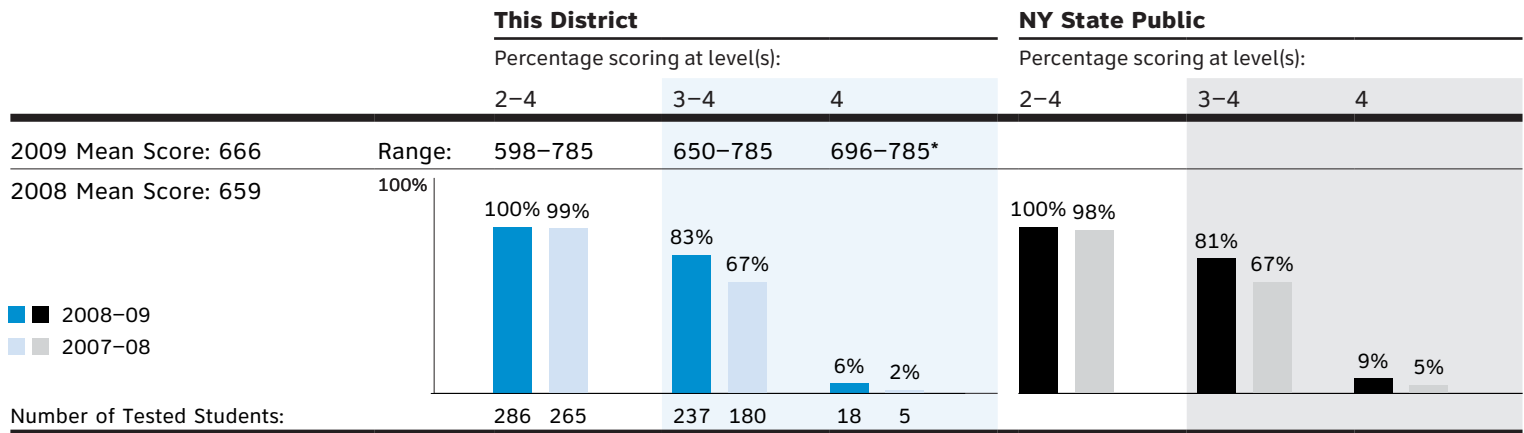 This District NY State Public
Percentage scoring at level(s): Percentage scoring at level(s):
2–4 3–4 4 2–4 3–4 4
2009 Mean Score: 666 Range: 598–785 650–785 696–785*
2008 Mean Score: 659
100%
100% 99% 83% 67% 6% 2% 100% 98% 81% 67% 9% 5%
2008–09
2007–08
Number of Tested Students: 286 265 237 180 18 5